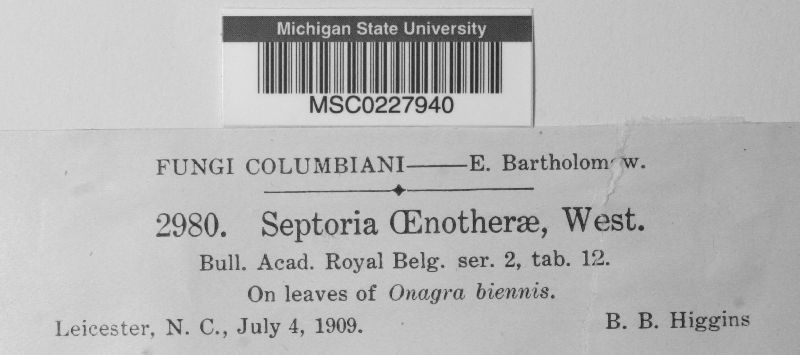 Michigan State University
MSC0227940
FUNGI COLUMBIANI——E. Bartholomew.
2980. Septoria Œnotheræ, West.
Bull. Acad. Royal Belg. ser. 2, tab. 12.
On leaves of Onagra biennis.
Leicester, N. C., July 4, 1909. B. B. Higgins